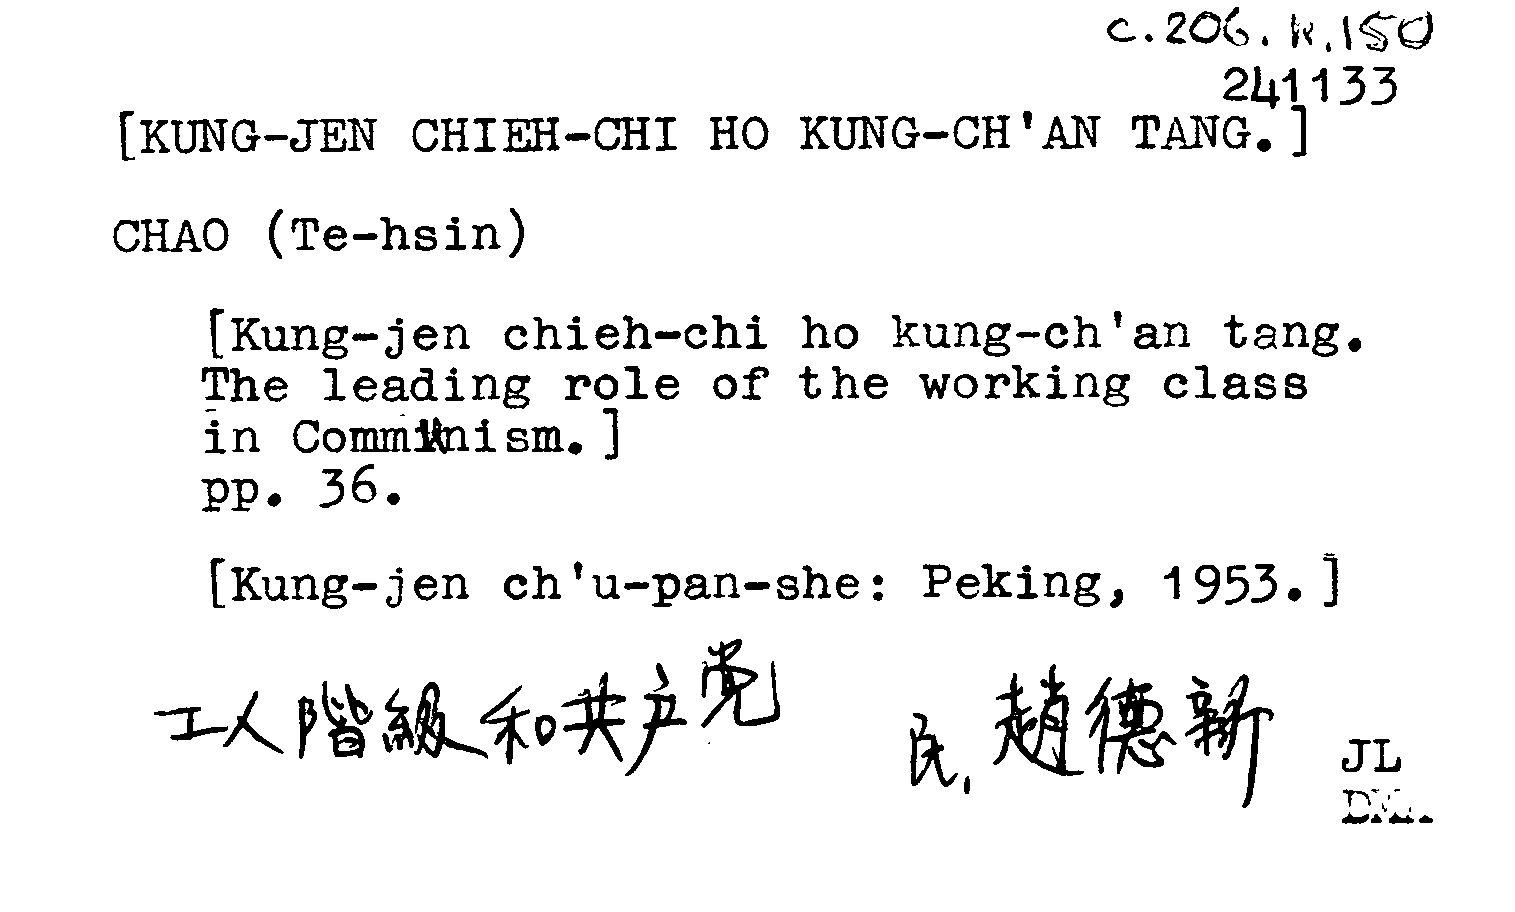 c.206.k.150
241133
[KUNG-JEN CHIEH-CHI HO KUNG-CH'AN TANG.]
CHAO (Te-hsin)
[Kung-jen chieh-chi ho kung-ch'an tang.
The leading role of the working class
in Communism.]
pp. 36.
[Kung-jen ch'u-pan-she: Peking, 1953.]
工人階級和共产党 民, 趙德新
JL